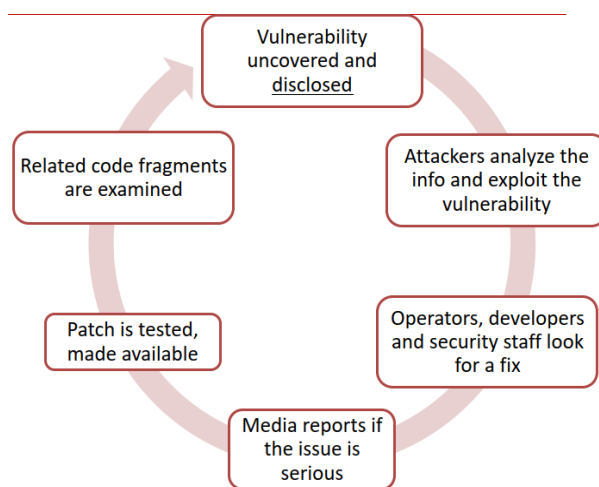 Vulnerability
uncovered and
disclosed
Attackers analyze the
info and exploit the
vulnerability
Operators, developers
and security staff look
for a fix
Media reports if
the issue is
serious
Patch is tested,
made available
Related code fragments
are examined